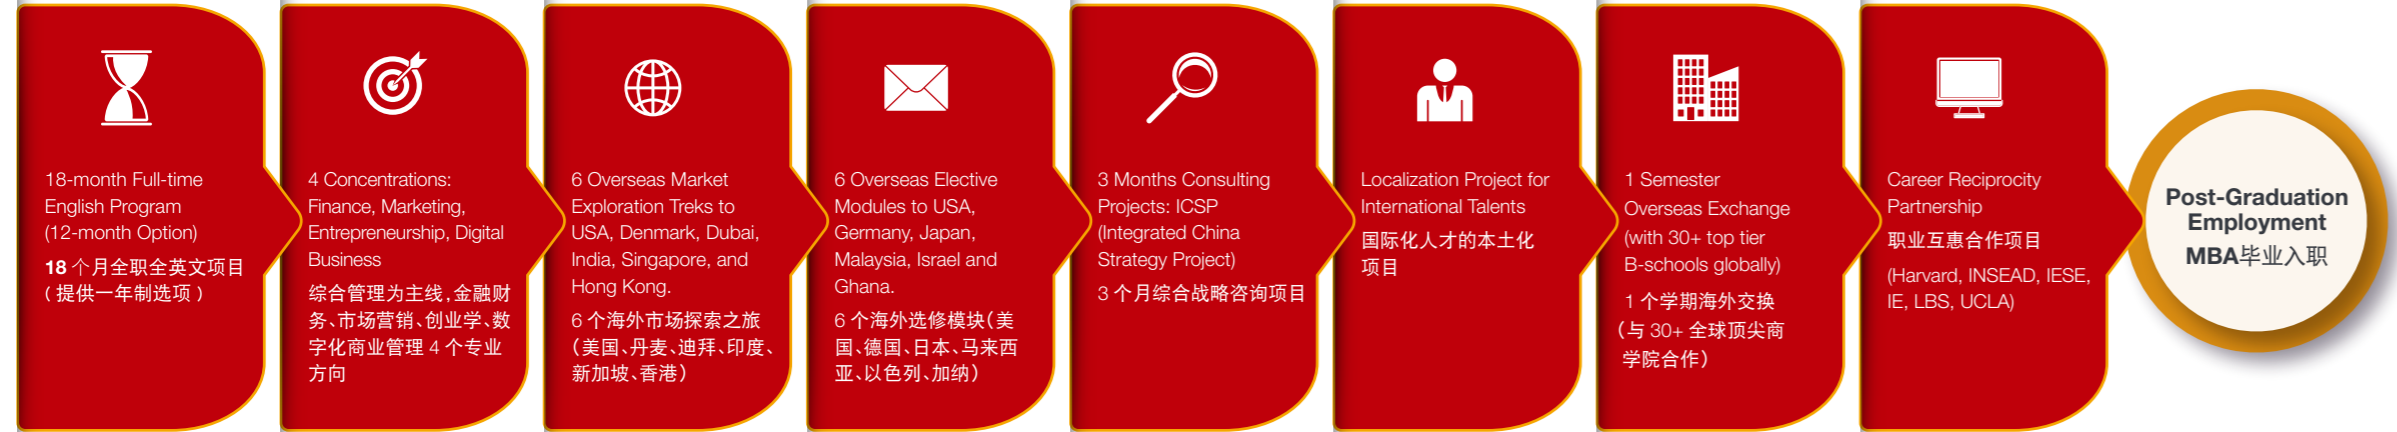 18-month Full-time
English Program
(12-month Option)
18 个月全职全英文项目
( 提供一年制选项 )
4 Concentrations:
Finance, Marketing,
Entrepreneurship, Digital
Business
综合管理为主线,金融财
务、市场营销、创业学、数
字化商业管理 4 个专业
方向
6 Overseas Market
Exploration Treks to
USA, Denmark, Dubai,
India, Singapore, and
Hong Kong.
6 个海外市场探索之旅
(美国、丹麦、迪拜、印度、
新加坡、香港)
6 Overseas Elective
Modules to USA,
Germany, Japan,
Malaysia, Israel and
Ghana.
6 个海外选修模块(美
国、德国、日本、马来西
亚、以色列、加纳)
3 Months Consulting
Projects: ICSP
(Integrated China
Strategy Project)
3 个月综合战略咨询项目
Localization Project for
International Talents
国际化人才的本土化
项目
1 Semester
Overseas Exchange
(with 30+ top tier
B-schools globally)
1 个学期海外交换
(与 30+ 全球顶尖商
学院合作)
Career Reciprocity
Partnership
职业互惠合作项目
(Harvard, INSEAD, IESE,
IE, LBS, UCLA)
Post-Graduation
Employment
MBA毕业入职